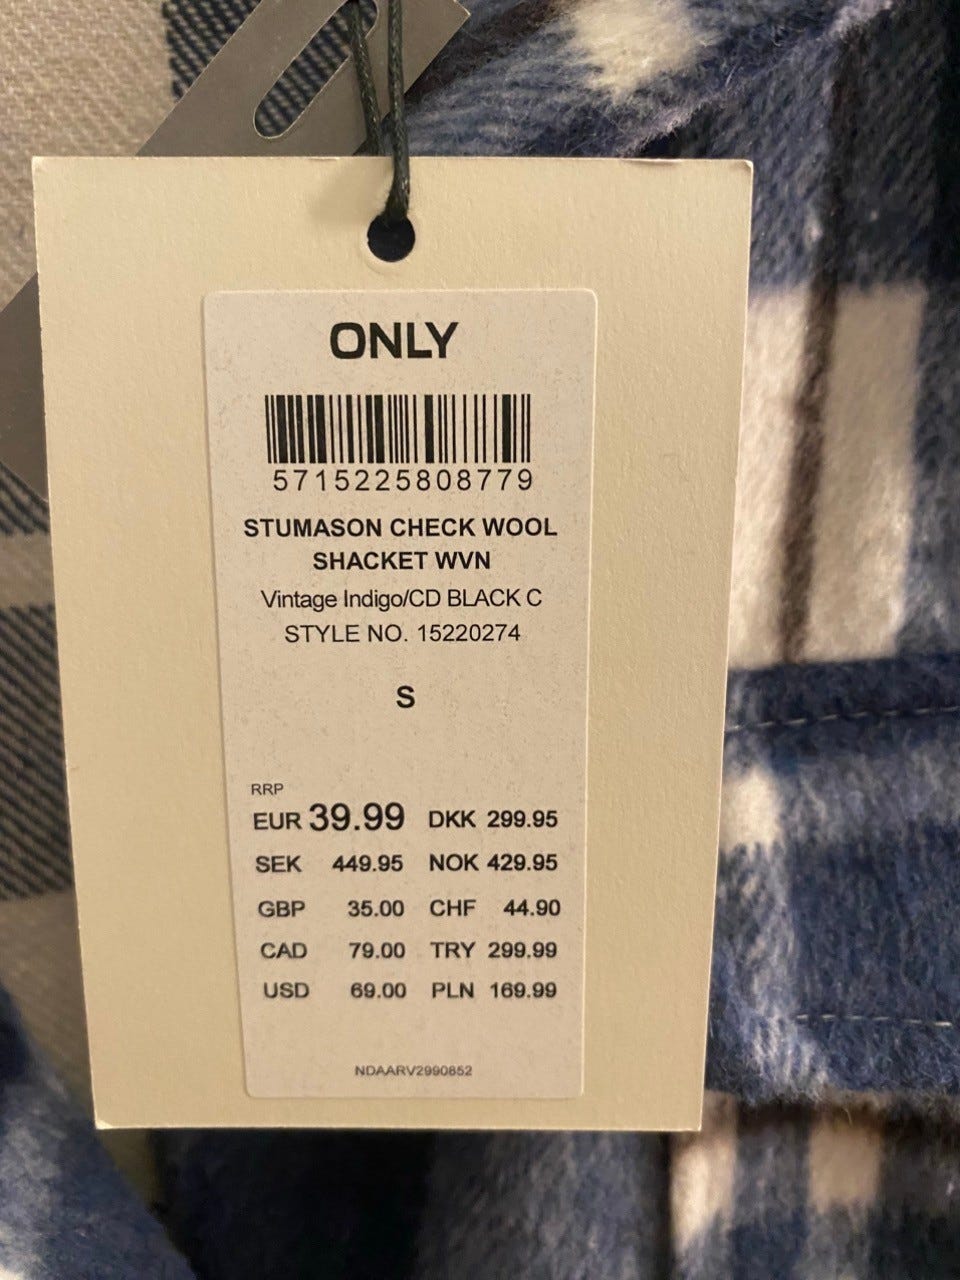 ONLY
5715225808779
STUMASON CHECK WOOL
SHACKET WVN
Vintage Indigo/CD BLACK C
STYLE NO. 15220274
S
RRP
EUR 39.99 DKK 299.95
SEK 449.95 NOK 429.95
GBP 35.00 CHF 44.90
CAD 79.00 TRY 299.99
USD 69.00 PLN 169.99
NDAARV2990852